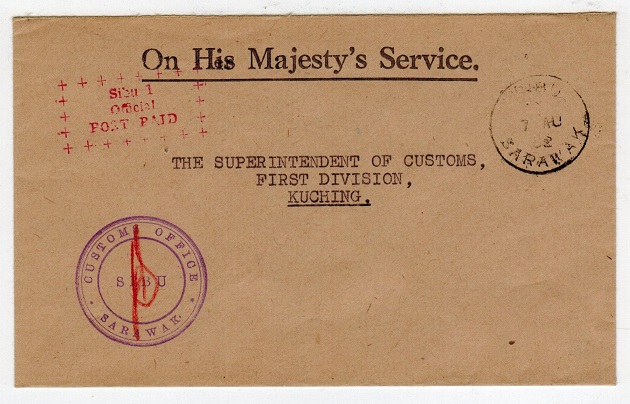 On His Majesty's Service.
Sibu 1
Official
POST PAID
SIBU
7 AU
52
SARAWAK
THE SUPERINTENDENT OF CUSTOMS,
FIRST DIVISION,
KUCHING.
CUSTOMS OFFICE
SIBU
SARAWAK.